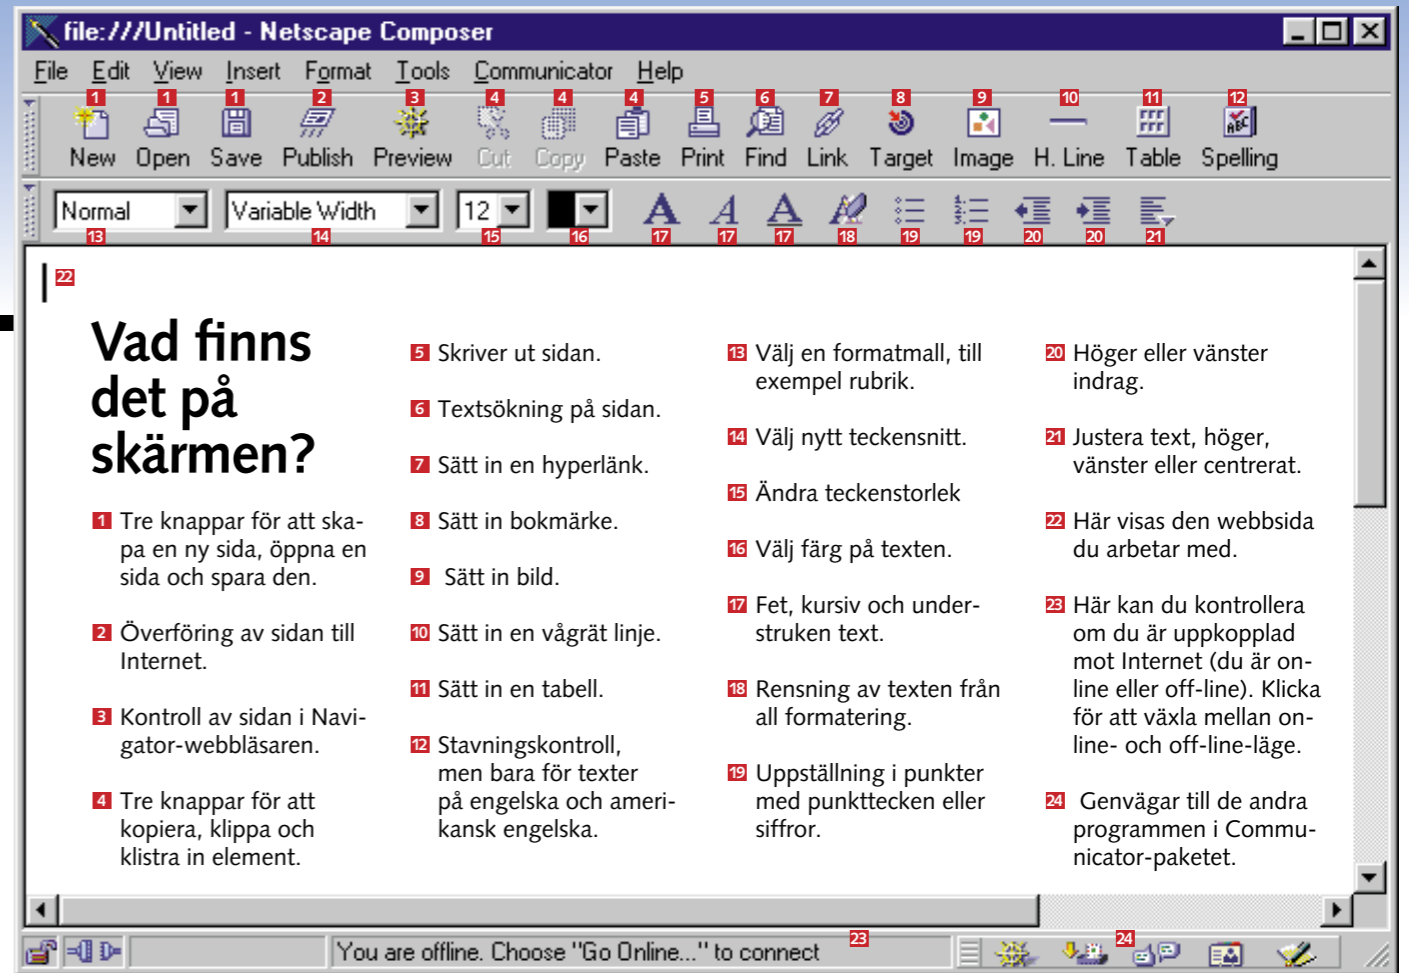 file:///Untitled - Netscape Composer
File Edit View Insert Format Tools Communicator Help
1 1 1 2 3 4 4 4 5 6 7 8 9 10 11 12
New Open Save Publish Preview Cut Copy Paste Print Find Link Target Image H. Line Table Spelling
Normal Variable Width 12 A A A
13 14 15 16 17 17 17 18 19 19 20 20 21
22
Vad finns
det på
skärmen?
1 Tre knappar för att ska-
pa en ny sida, öppna en
sida och spara den.
2 Överföring av sidan till
Internet.
3 Kontroll av sidan i Navi-
gator-webbläsaren.
4 Tre knappar för att
kopiera, klippa och
klistra in element.
5 Skriver ut sidan.
6 Textsökning på sidan.
7 Sätt in en hyperlänk.
8 Sätt in bokmärke.
9 Sätt in bild.
10 Sätt in en vågrät linje.
11 Sätt in en tabell.
12 Stavningskontroll,
men bara för texter
på engelska och ameri-
kansk engelska.
13 Välj en formatmall, till
exempel rubrik.
14 Välj nytt teckensnitt.
15 Ändra teckenstorlek
16 Välj färg på texten.
17 Fet, kursiv och under-
struken text.
18 Rensning av texten från
all formatering.
19 Uppställning i punkter
med punkttecken eller
siffror.
20 Höger eller vänster
indrag.
21 Justera text, höger,
vänster eller centrerat.
22 Här visas den webbsida
du arbetar med.
23 Här kan du kontrollera
om du är uppkopplad
mot Internet (du är on-
line eller off-line). Klicka
för att växla mellan on-
line- och off-line-läge.
24 Genvägar till de andra
programmen i Commu-
nicator-paketet.
You are offline. Choose "Go Online..." to connect 23 24